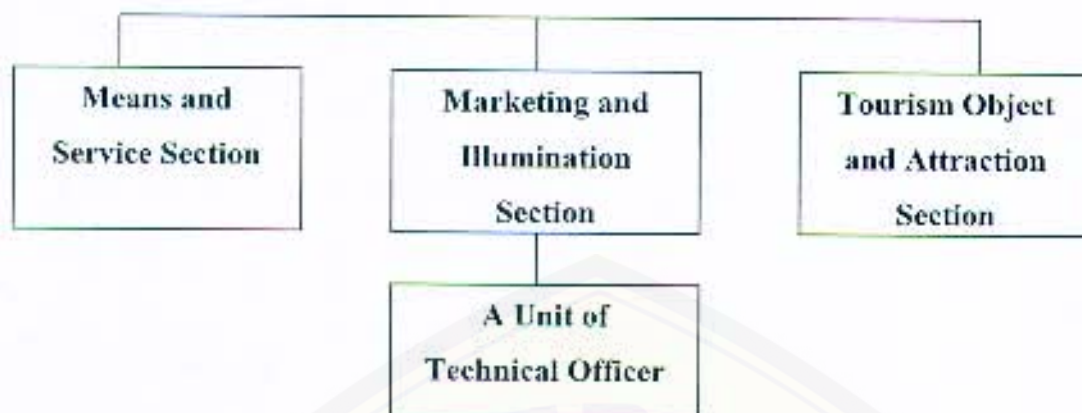 Means and
Service Section
Marketing and
Illumination
Section
Tourism Object
and Attraction
Section
A Unit of
Technical Officer